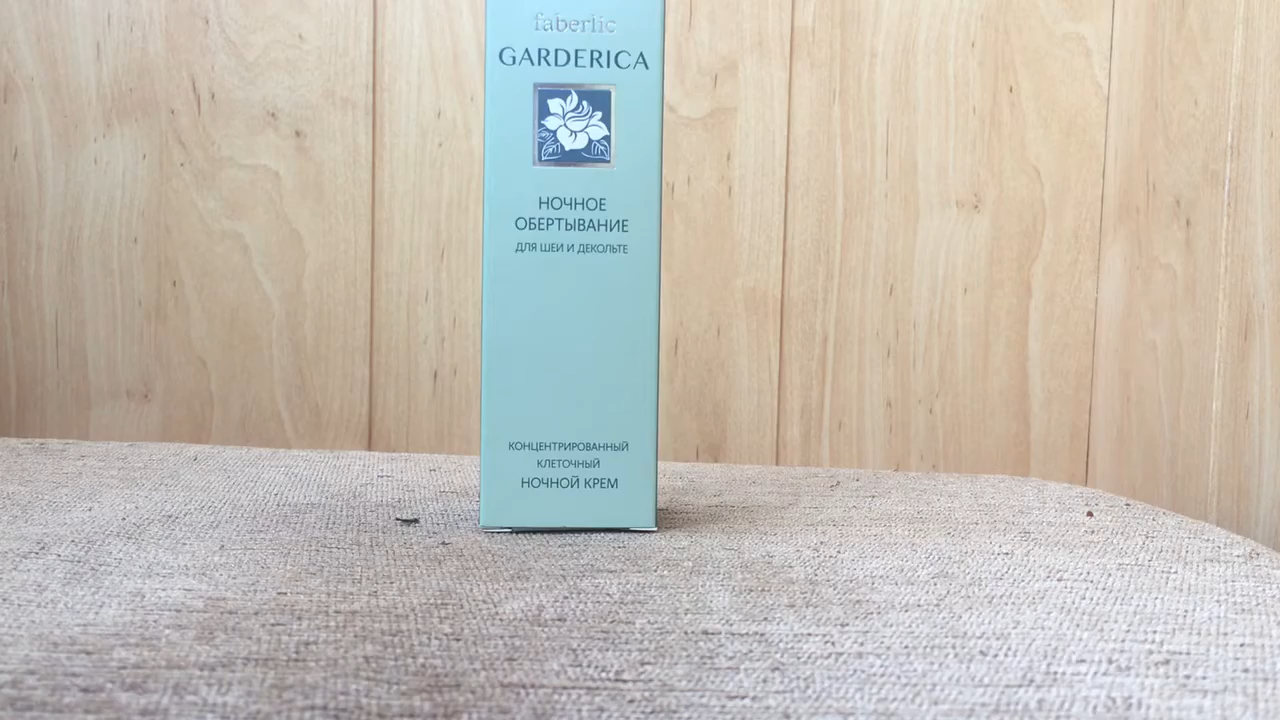 faberlic
GARDERICA
НОЧНОЕ
ОБЕРТЫВАНИЕ
ДЛЯ ШЕИ И ДЕКОЛЬТЕ
КОНЦЕНТРИРОВАННЫЙ
КЛЕТОЧНЫЙ
НОЧНОЙ КРЕМ